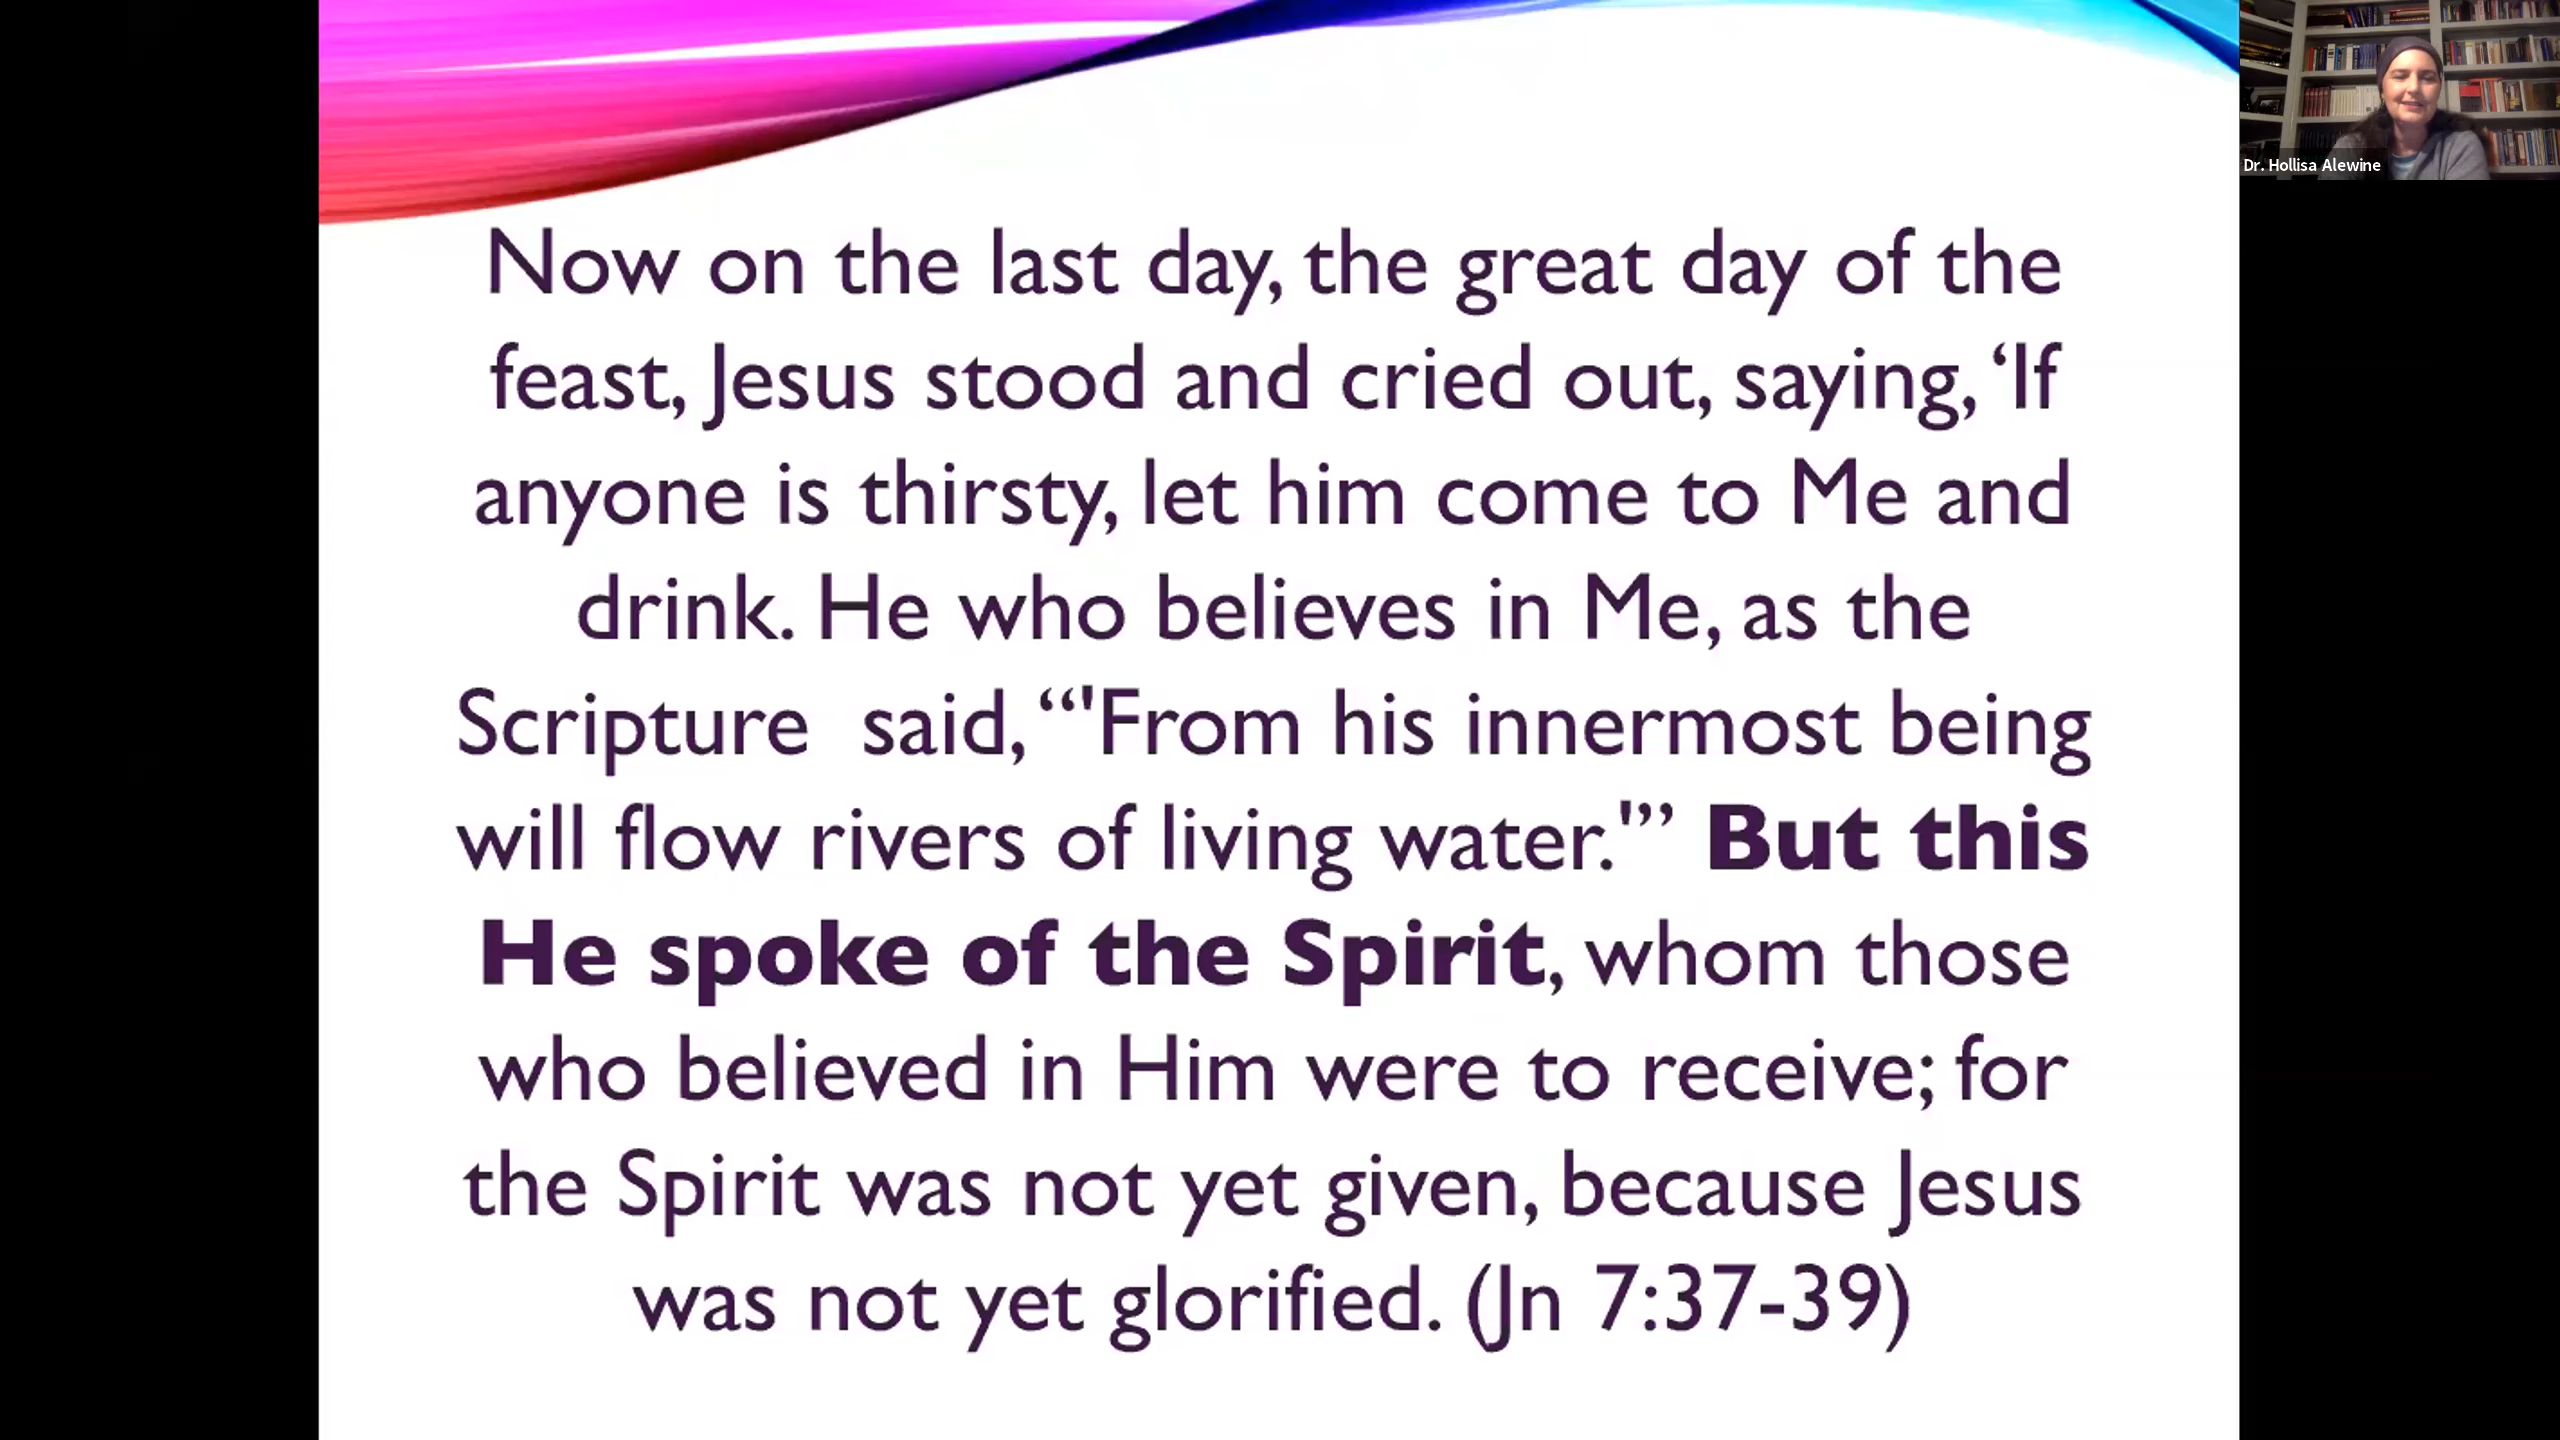 Now on the last day, the great day of the
feast, Jesus stood and cried out, saying, ‘If
anyone is thirsty, let him come to Me and
drink. He who believes in Me, as the
Scripture  said, “‘'From his innermost being
will flow rivers of living water.'”’ But this
He spoke of the Spirit, whom those
who believed in Him were to receive; for
the Spirit was not yet given, because Jesus
was not yet glorified. (Jn 7:37-39)
Dr. Hollisa Alewine